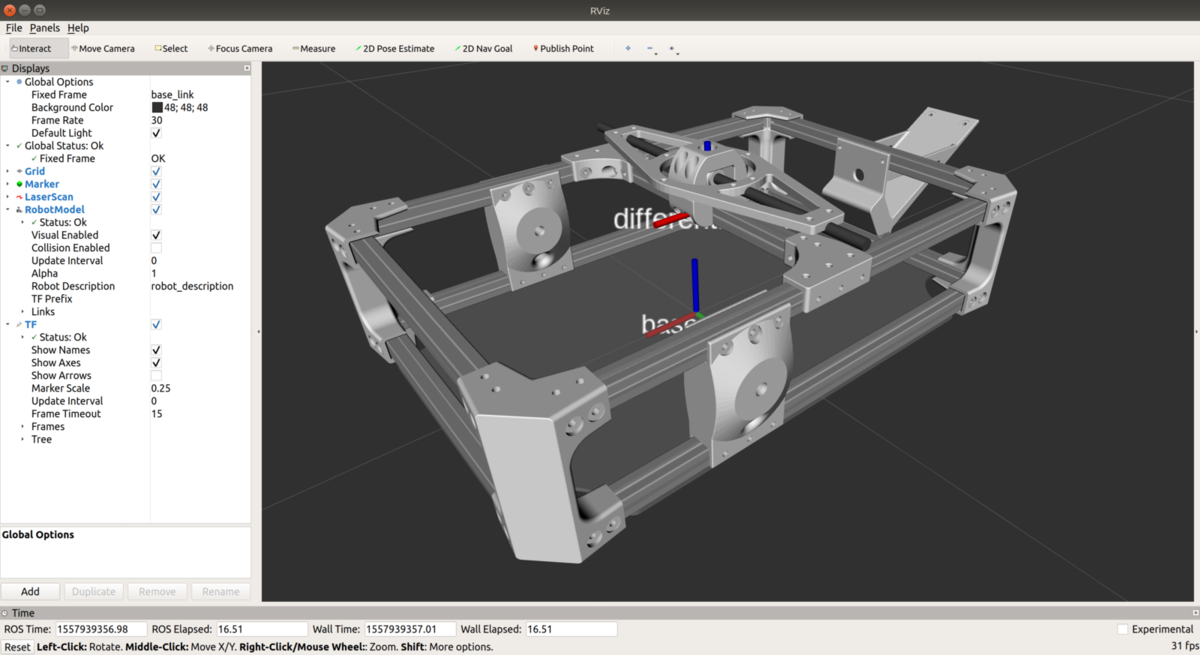 RViz
File Panels Help
Interact Move Camera Select Focus Camera Measure 2D Pose Estimate 2D Nav Goal Publish Point
Displays
Global Options
Fixed Frame base_link
Background Color 48; 48; 48
Frame Rate 30
Default Light
Global Status: Ok
Fixed Frame OK
Grid
Marker
LaserScan
RobotModel
Status: Ok
Visual Enabled
Collision Enabled
Update Interval 0
Alpha 1
Robot Description robot_description
TF Prefix
Links
TF
Status: Ok
Show Names
Show Axes
Show Arrows
Marker Scale 0.25
Update Interval 0
Frame Timeout 15
Frames
Tree
Global Options
Add Duplicate Remove Rename
Time
ROS Time: 1557939356.98 ROS Elapsed: 16.51 Wall Time: 1557939357.01 Wall Elapsed: 16.51 Experimental
Reset Left-Click: Rotate. Middle-Click: Move X/Y. Right-Click/Mouse Wheel:: Zoom. Shift: More options. 31 fps